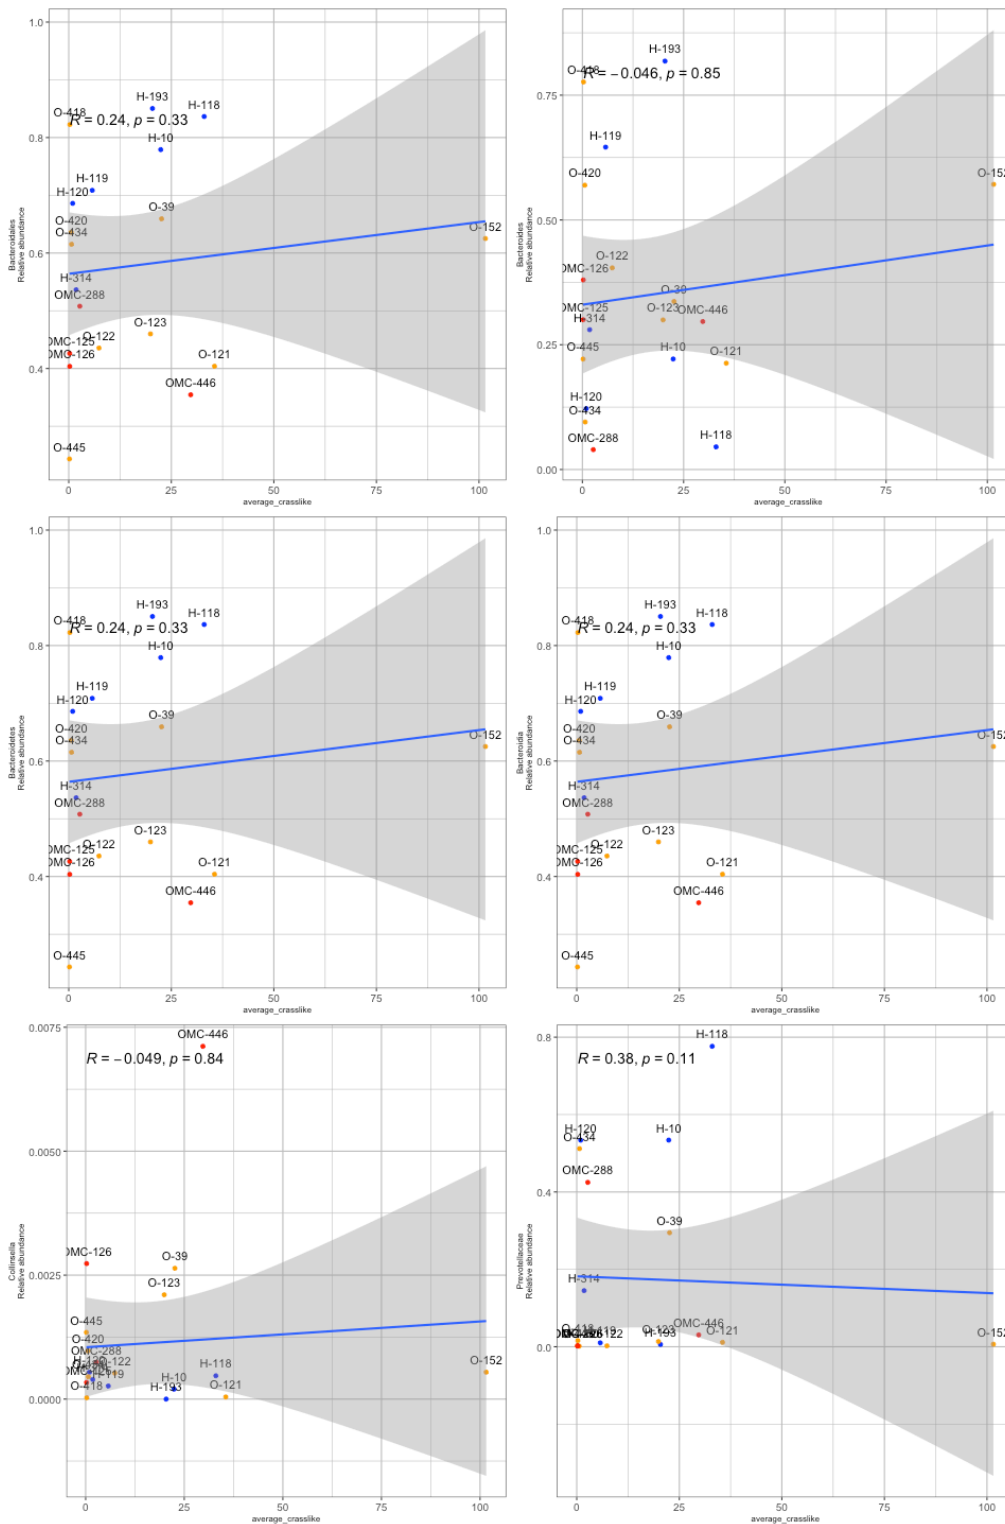 1.0
0.8
0.6
0.4
Bacteroidales
Relative abundance
H-193
H-118
O-418
R = 0.24, p = 0.33
H-10
H-119
H-120
O-39
O-420
O-434
O-152
H-314
OMC-288
O-123
OMC-125
O-122
OMC-126
O-121
OMC-446
O-445
0 25 50 75 100
average_crasslike
0.75
0.50
0.25
0.00
Bacteroides
Relative abundance
H-193
O-418
R = −0.046, p = 0.85
H-119
O-420
O-152
O-122
OMC-126
O-39
OMC-125
O-123
OMC-446
H-314
O-445
H-10
O-121
H-120
O-434
OMC-288
H-118
0 25 50 75 100
average_crasslike
1.0
0.8
0.6
0.4
Bacteroidetes
Relative abundance
H-193
H-118
O-418
R = 0.24, p = 0.33
H-10
H-119
H-120
O-39
O-420
O-434
O-152
H-314
OMC-288
O-123
OMC-125
O-122
OMC-126
O-121
OMC-446
O-445
0 25 50 75 100
average_crasslike
1.0
0.8
0.6
0.4
Bacteroidia
Relative abundance
H-193
H-118
O-418
R = 0.24, p = 0.33
H-10
H-119
H-120
O-39
O-420
O-434
O-152
H-314
OMC-288
O-123
OMC-125
O-122
OMC-126
O-121
OMC-446
O-445
0 25 50 75 100
average_crasslike
0.0075
0.0050
0.0025
0.0000
Collinsella
Relative abundance
OMC-446
R = −0.049, p = 0.84
OMC-126
O-39
O-123
O-445
O-420
OMC-288
O-122
H-119
O-418
H-10
H-193
H-118
O-121
O-152
0 25 50 75 100
average_crasslike
0.8
0.4
0.0
Prevotellaceae
Relative abundance
H-118
R = 0.38, p = 0.11
H-120
O-434
H-10
OMC-288
O-39
H-314
O-418
O-123
H-193
OMC-446
O-121
O-152
0 25 50 75 100
average_crasslike